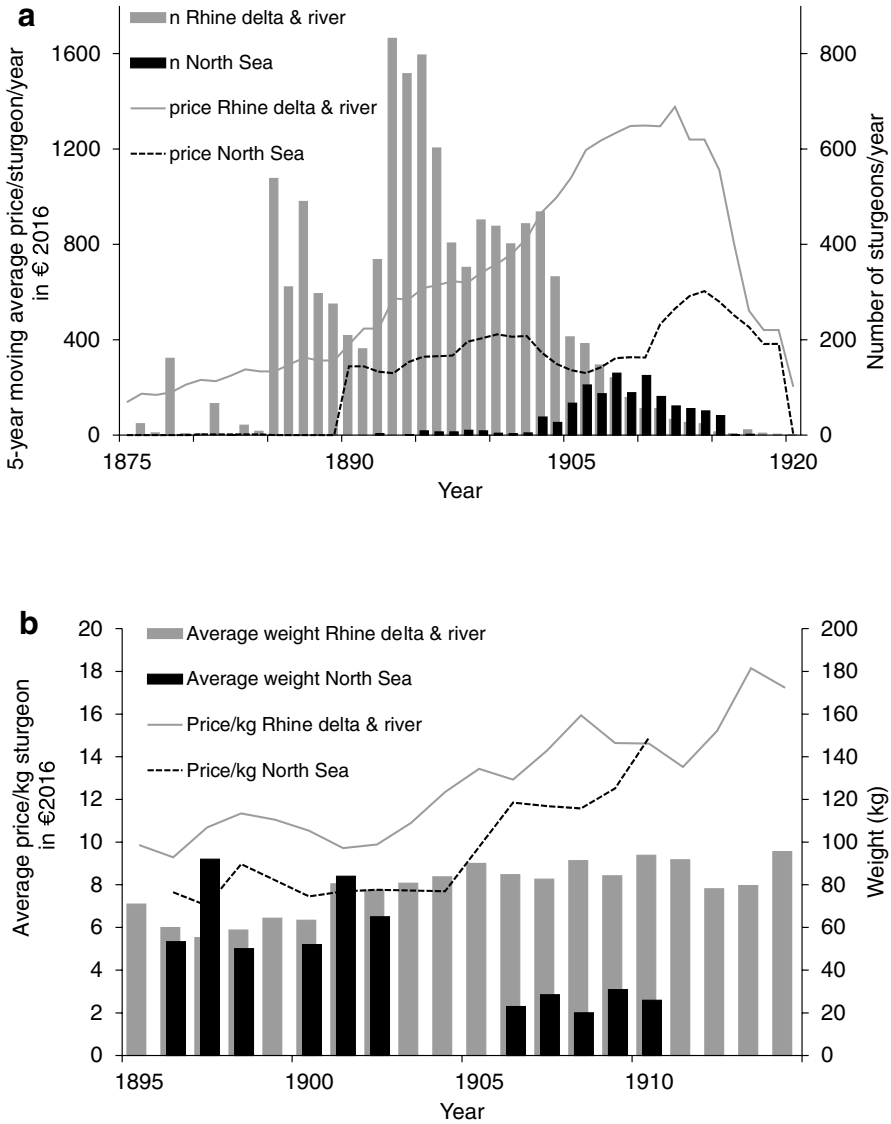 a
n Rhine delta & river
n North Sea
price Rhine delta & river
price North Sea
5-year moving average price/sturgeon/year
in € 2016
1600
1200
800
400
0
800
600
400
200
0
Number of sturgeons/year
1875
1890
1905
1920
Year
b
Average weight Rhine delta & river
Average weight North Sea
Price/kg Rhine delta & river
Price/kg North Sea
Average price/kg sturgeon
in €2016
20
18
16
14
12
10
8
6
4
2
0
200
180
160
140
120
100
80
60
40
20
0
Weight (kg)
1895
1900
1905
1910
Year